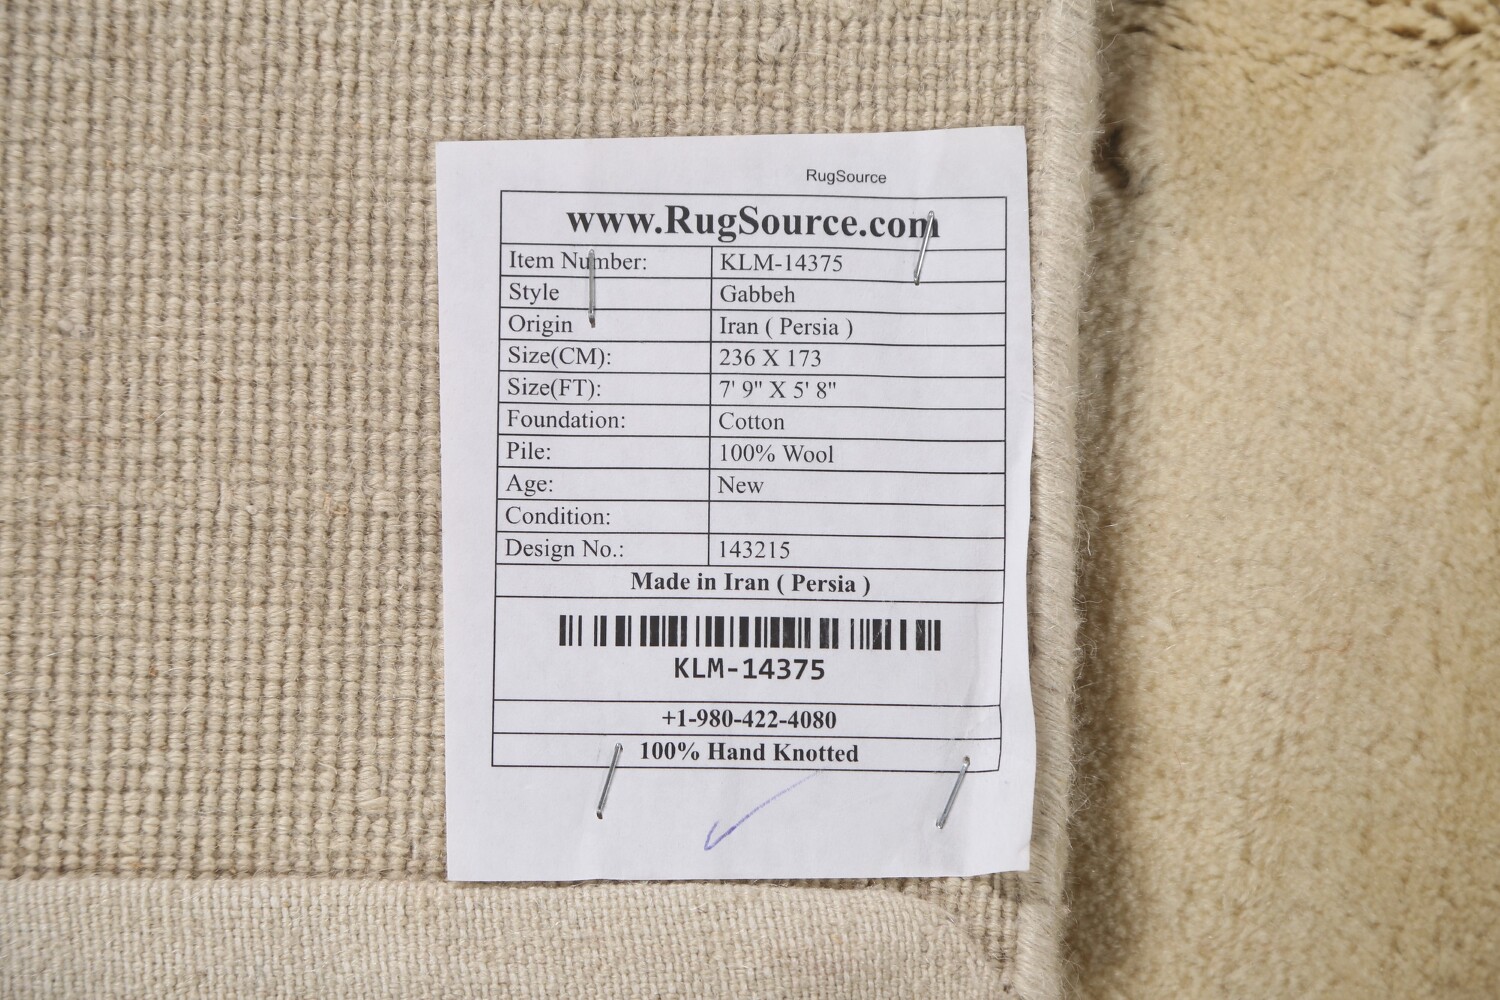 RugSource
www.RugSource.com
Item Number: KLM-14375
Style Gabbeh
Origin Iran ( Persia )
Size(CM): 236 X 173
Size(FT): 7' 9" X 5' 8"
Foundation: Cotton
Pile: 100% Wool
Age: New
Condition:
Design No.: 143215
Made in Iran ( Persia )
KLM-14375
+1-980-422-4080
100% Hand Knotted